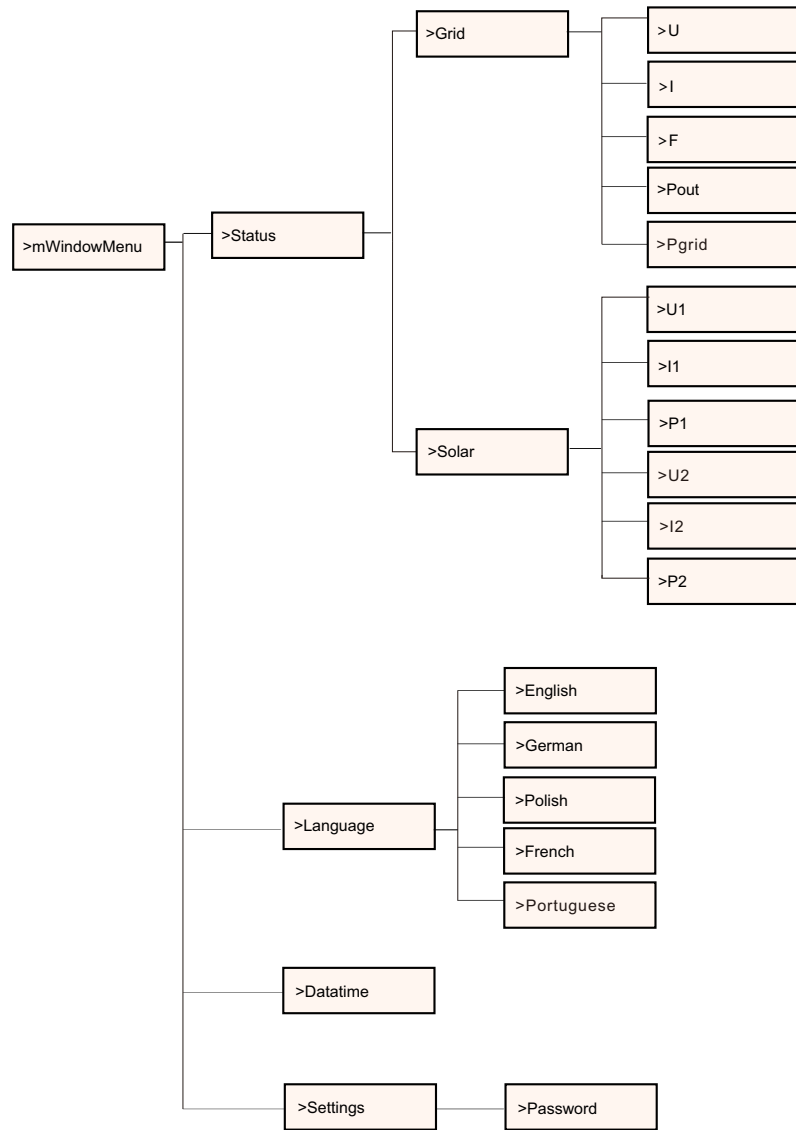 >mWindowMenu
>Status
>Grid
>U
>I
>F
>Pout
>Pgrid
>Solar
>U1
>I1
>P1
>U2
>I2
>P2
>Language
>English
>German
>Polish
>French
>Portuguese
>Datatime
>Settings
>Password